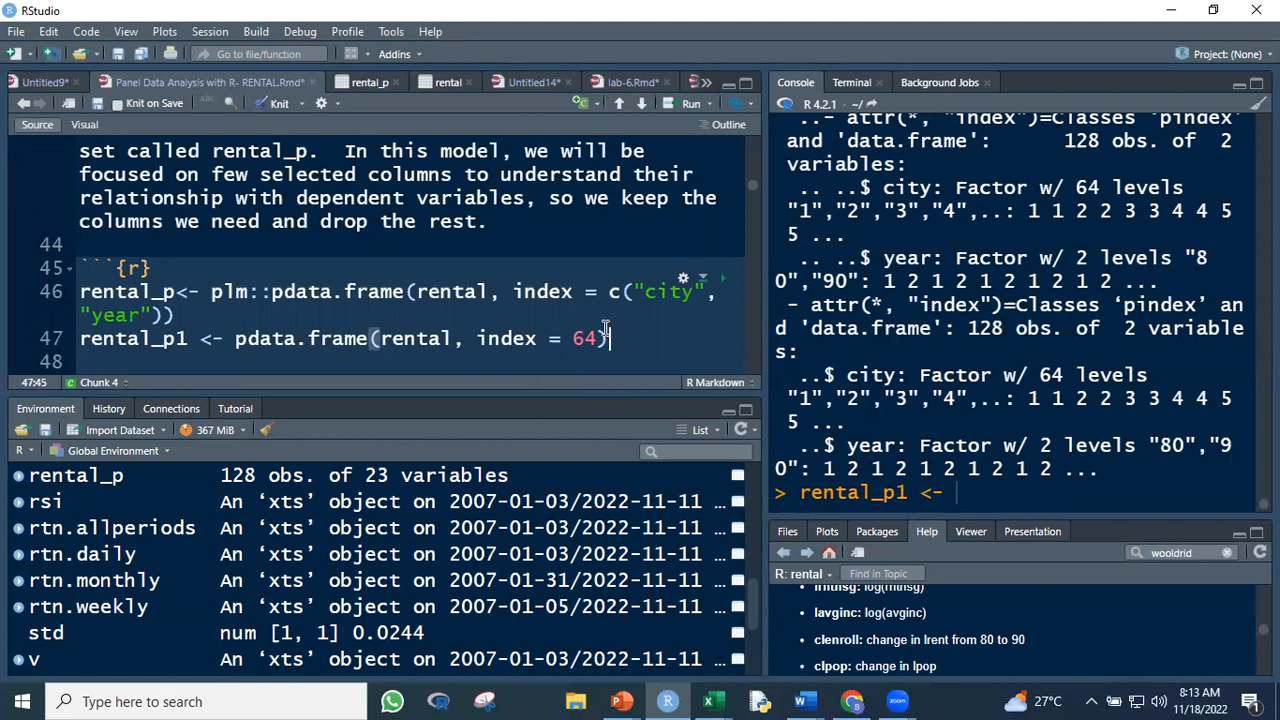 RStudio
File Edit Code View Plots Session Build Debug Profile Tools Help
Go to file/function Addins Project: (None)
Untitled9* Panel Data Analysis with R- RENTAL.Rmd* rental_p rental Untitled14* lab-6.Rmd*
Knit on Save Knit Run
Source Visual Outline
set called rental_p. In this model, we will be
focused on few selected columns to understand their
relationship with dependent variables, so we keep the
columns we need and drop the rest.
44
45 ```{r}
46 rental_p<- plm::pdata.frame(rental, index = c("city",
"year"))
47 rental_p1 <- pdata.frame(rental, index = 64)
48
47:45 Chunk 4 R Markdown
Environment History Connections Tutorial
Import Dataset 367 MiB List
R Global Environment
rental_p 128 obs. of 23 variables
rsi An ‘xts’ object on 2007-01-03/2022-11-11 …
rtn.allperiods An ‘xts’ object on 2007-01-03/2022-11-11 …
rtn.daily An ‘xts’ object on 2007-01-03/2022-11-11 …
rtn.monthly An ‘xts’ object on 2007-01-31/2022-11-11 …
rtn.weekly An ‘xts’ object on 2007-01-05/2022-11-11 …
std num [1, 1] 0.0244
v An ‘xts’ object on 2007-01-03/2022-11-11 …
Console Terminal Background Jobs
R 4.2.1 · ~/
..- attr(*, "index")=Classes ‘pindex’
and 'data.frame': 128 obs. of 2
variables:
.. ..$ city: Factor w/ 64 levels
"1","2","3","4",..: 1 1 2 2 3 3 4 4 5
5 ...
.. ..$ year: Factor w/ 2 levels "8
0","90": 1 2 1 2 1 2 1 2 1 2 ...
- attr(*, "index")=Classes ‘pindex’ an
d 'data.frame': 128 obs. of 2 variable
s:
..$ city: Factor w/ 64 levels
"1","2","3","4",..: 1 1 2 2 3 3 4 4 5
5 ...
..$ year: Factor w/ 2 levels "80","9
0": 1 2 1 2 1 2 1 2 1 2 ...
> rental_p1 <-
Files Plots Packages Help Viewer Presentation
wooldrid
R: rental Find in Topic
lavginc: log(avginc)
clenroll: change in lrent from 80 to 90
clpop: change in lpop
Type here to search
27°C
8:13 AM
11/18/2022